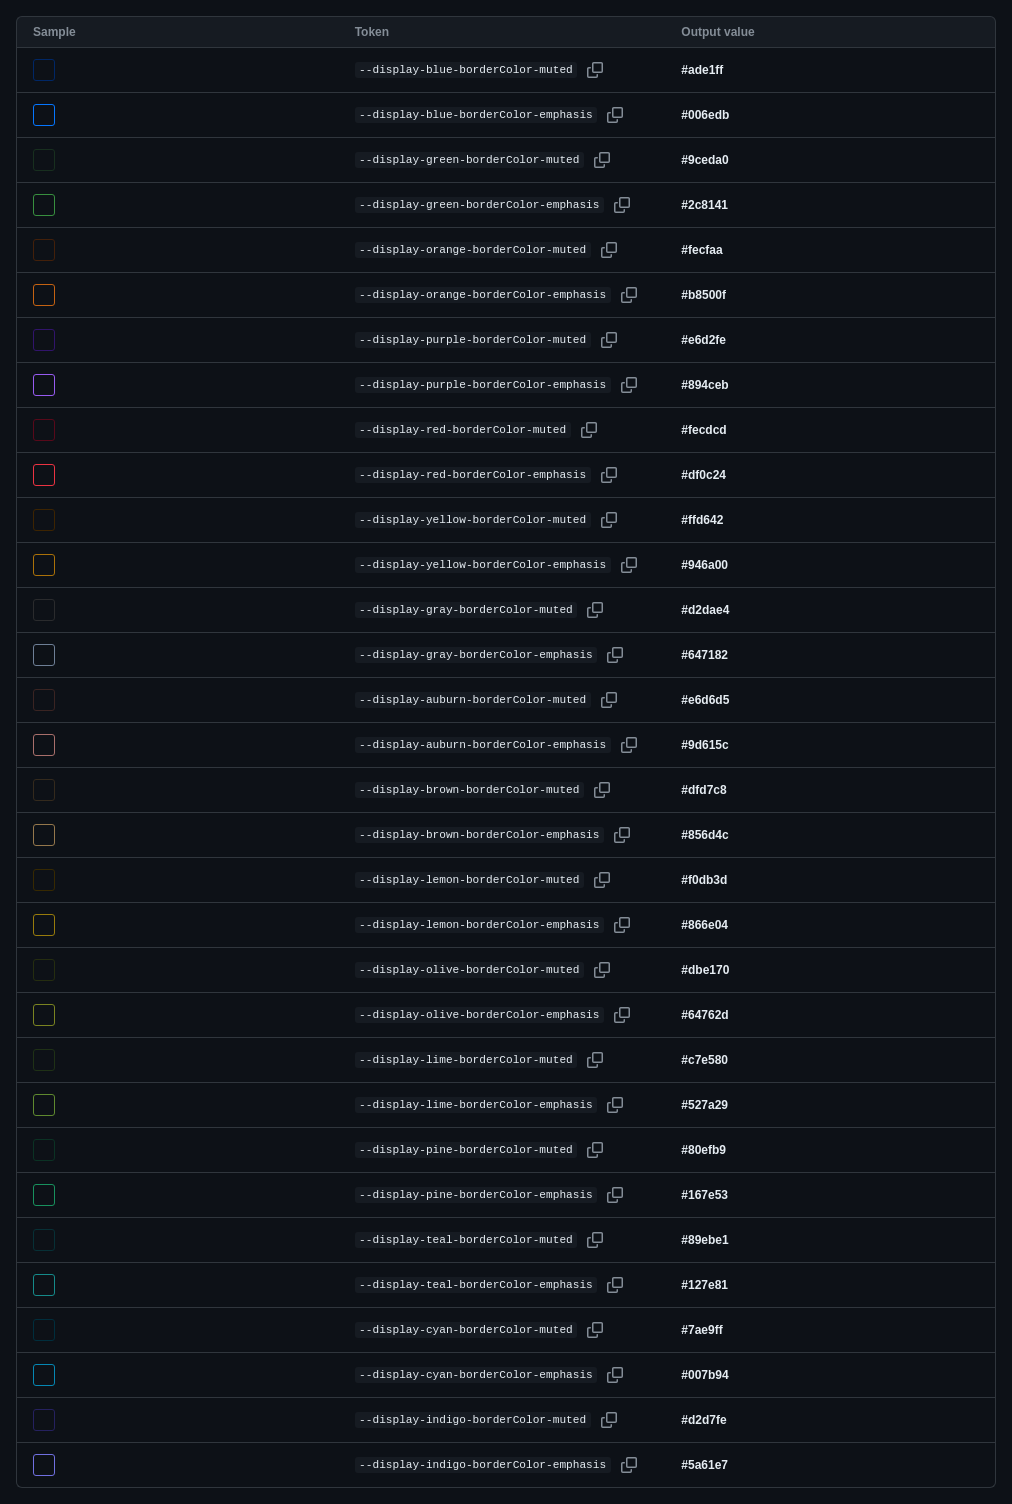 Sample Token Output value
--display-blue-borderColor-muted #ade1ff
--display-blue-borderColor-emphasis #006edb
--display-green-borderColor-muted #9ceda0
--display-green-borderColor-emphasis #2c8141
--display-orange-borderColor-muted #fecfaa
--display-orange-borderColor-emphasis #b8500f
--display-purple-borderColor-muted #e6d2fe
--display-purple-borderColor-emphasis #894ceb
--display-red-borderColor-muted #fecdcd
--display-red-borderColor-emphasis #df0c24
--display-yellow-borderColor-muted #ffd642
--display-yellow-borderColor-emphasis #946a00
--display-gray-borderColor-muted #d2dae4
--display-gray-borderColor-emphasis #647182
--display-auburn-borderColor-muted #e6d6d5
--display-auburn-borderColor-emphasis #9d615c
--display-brown-borderColor-muted #dfd7c8
--display-brown-borderColor-emphasis #856d4c
--display-lemon-borderColor-muted #f0db3d
--display-lemon-borderColor-emphasis #866e04
--display-olive-borderColor-muted #dbe170
--display-olive-borderColor-emphasis #64762d
--display-lime-borderColor-muted #c7e580
--display-lime-borderColor-emphasis #527a29
--display-pine-borderColor-muted #80efb9
--display-pine-borderColor-emphasis #167e53
--display-teal-borderColor-muted #89ebe1
--display-teal-borderColor-emphasis #127e81
--display-cyan-borderColor-muted #7ae9ff
--display-cyan-borderColor-emphasis #007b94
--display-indigo-borderColor-muted #d2d7fe
--display-indigo-borderColor-emphasis #5a61e7